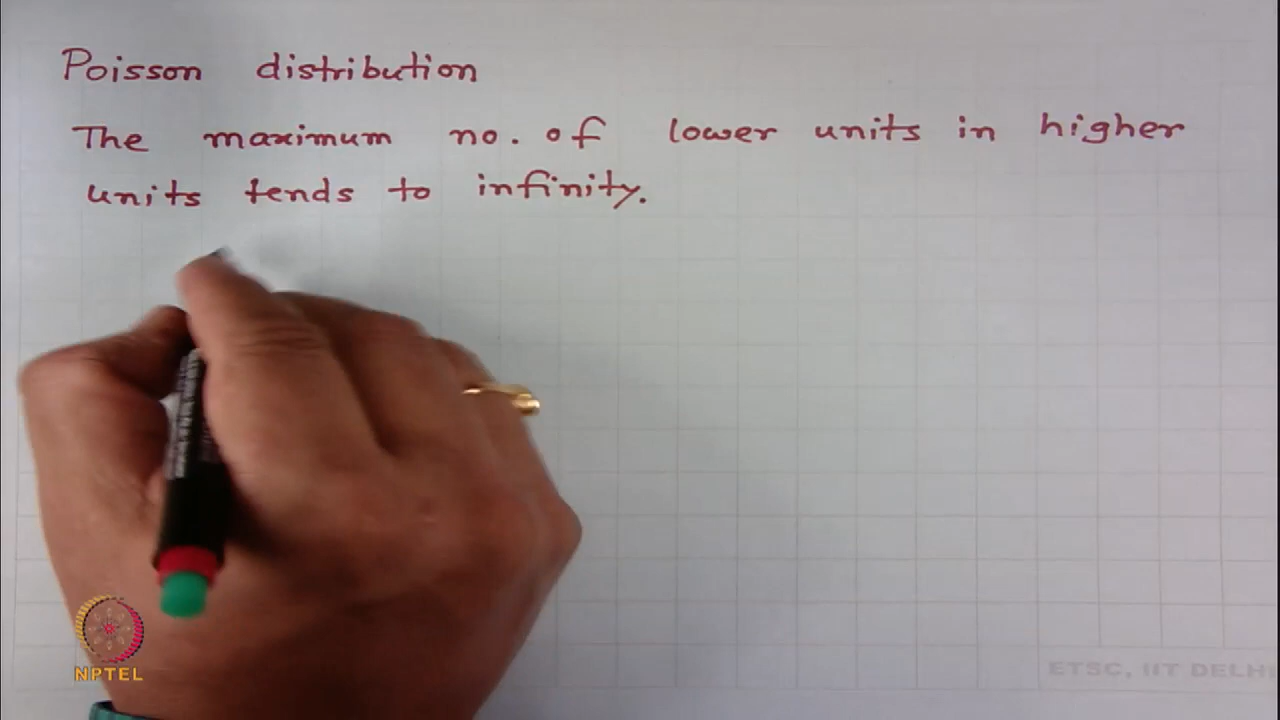 Poisson distribution
The maximum no. of lower units in higher
units tends to infinity.
NPTEL
ETSC, IIT DELHI